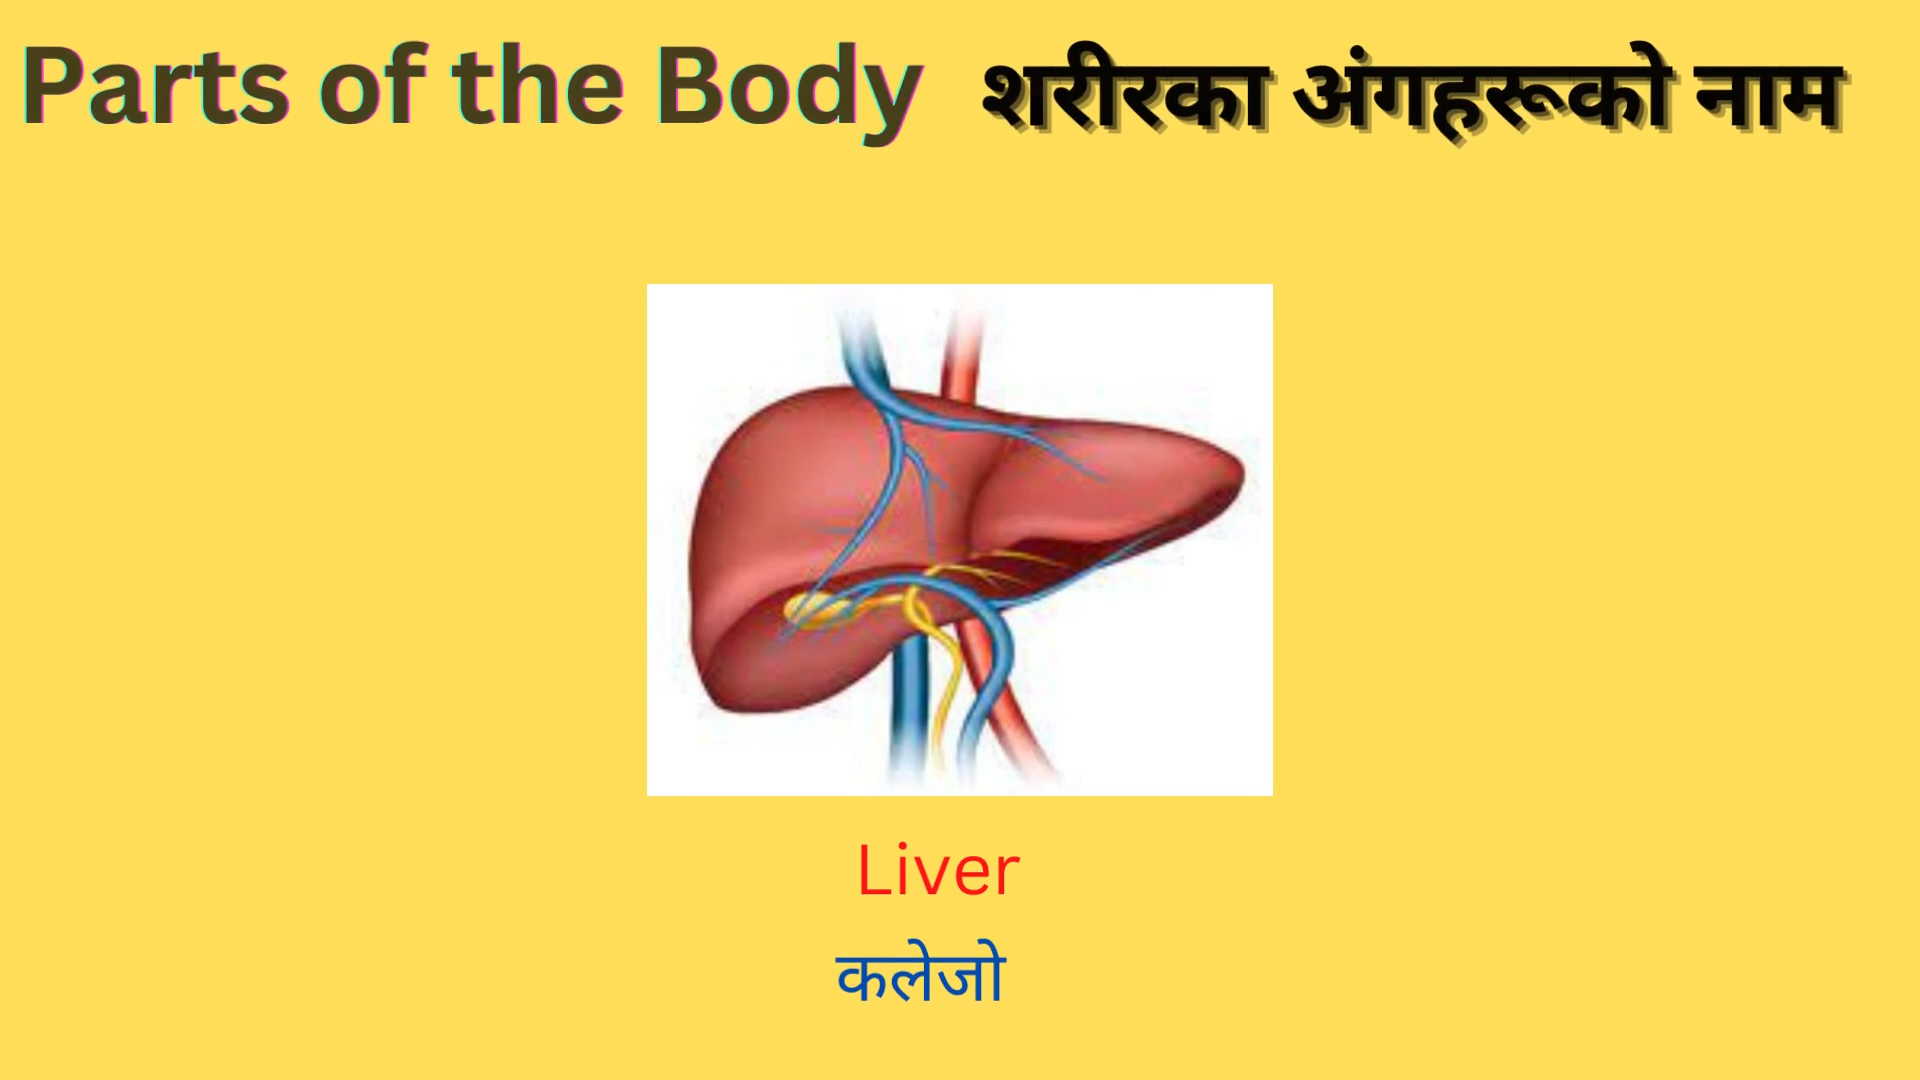 Parts of the Body शरीरका अंगहरूको नाम
Liver
कलेजो